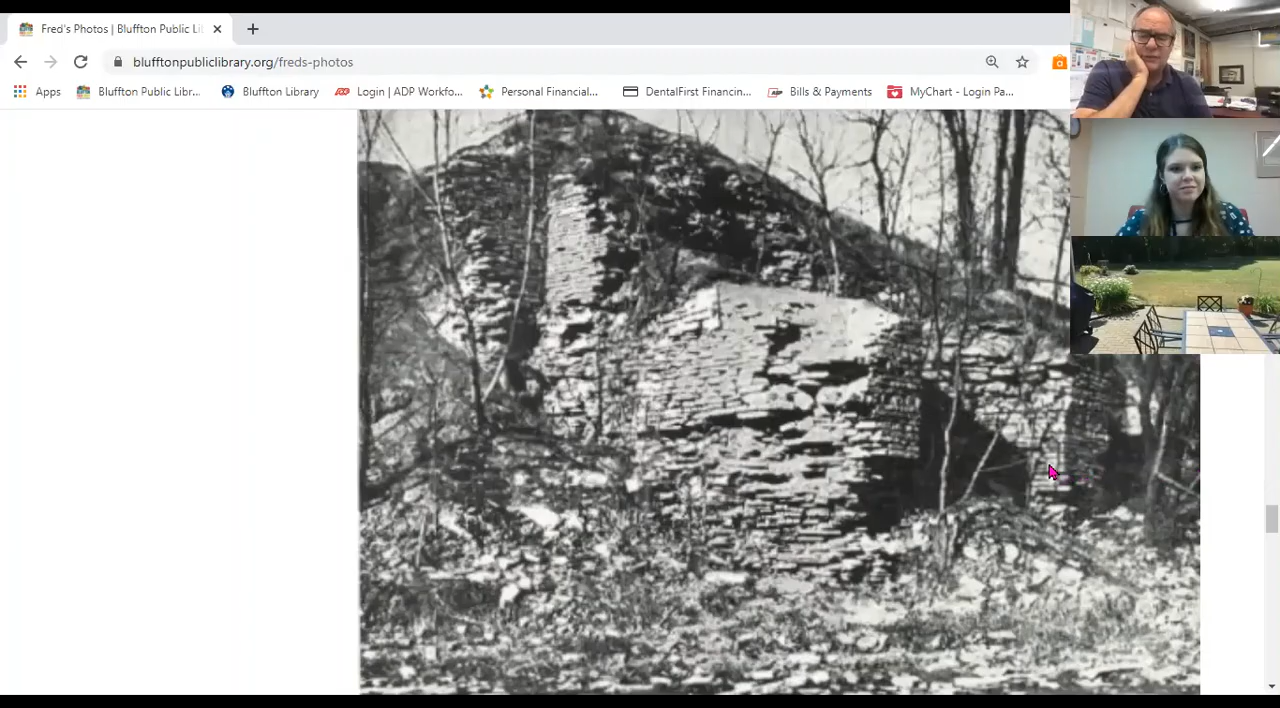 Fred's Photos | Bluffton Public Li
blufftonpubliclibrary.org/freds-photos
Apps Bluffton Public Libr... Bluffton Library Login | ADP Workfo... Personal Financial... DentalFirst Financin... Bills & Payments MyChart - Login Pa...